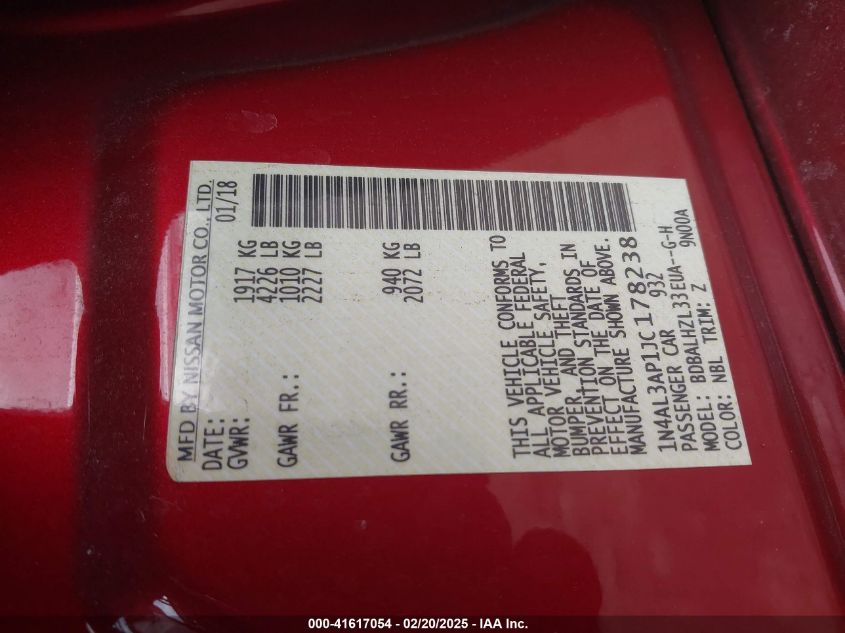 MFD BY NISSAN MOTOR CO., LTD.
DATE: 01/18
GVWR: 1917 KG
4226 LB
GAWR FR.: 1010 KG
2227 LB
GAWR RR.: 940 KG
2072 LB
THIS VEHICLE CONFORMS TO
ALL APPLICABLE FEDERAL
MOTOR VEHICLE SAFETY,
BUMPER, AND THEFT
PREVENTION STANDARDS IN
EFFECT ON THE DATE OF
MANUFACTURE SHOWN ABOVE.
1N4AL3AP1JC178238
PASSENGER CAR 932
MODEL: BDBALHZL33EUA--G-H
COLOR: NBL TRIM: Z 9N00A
000-41617054 - 02/20/2025 - IAA Inc.